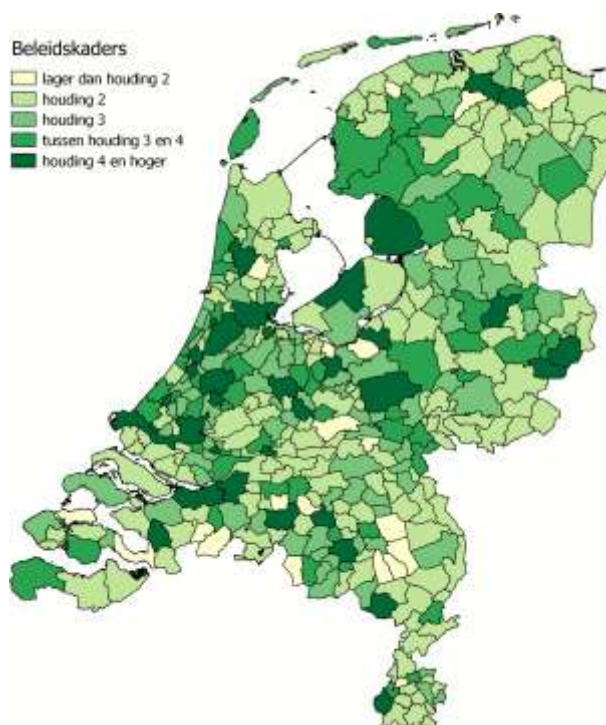 Beleidskaders
lager dan houding 2
houding 2
houding 3
tussen houding 3 en 4
houding 4 en hoger